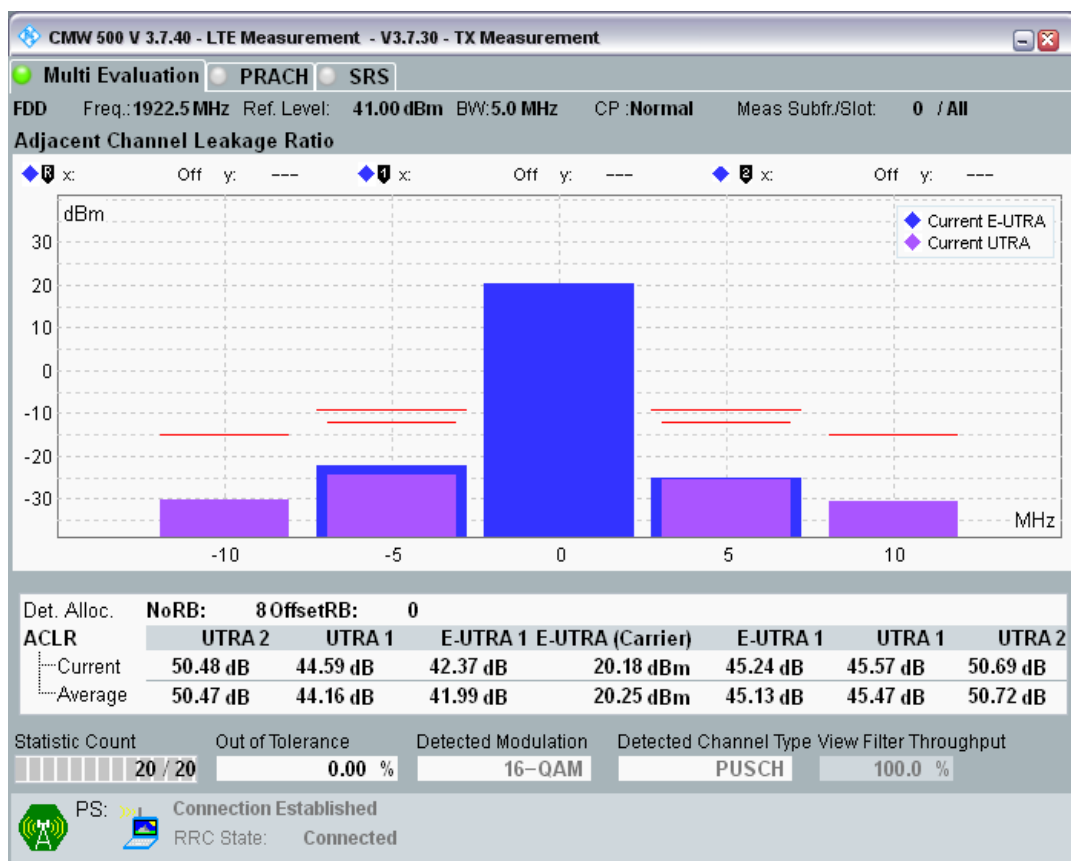 CMW 500 V 3.7.40 - LTE Measurement - V3.7.30 - TX Measurement
Multi Evaluation PRACH SRS
FDD Freq.: 1922.5 MHz Ref. Level: 41.00 dBm BW: 5.0 MHz CP : Normal Meas Subfr./Slot: 0 / All
Adjacent Channel Leakage Ratio
R x: Off y: --- 1 x: Off y: --- 2 x: Off y: ---
dBm
Current E-UTRA
Current UTRA
30
20
10
0
-10
-20
-30
MHz
-10 -5 0 5 10
Det. Alloc. NoRB: 8 OffsetRB: 0
ACLR UTRA 2 UTRA 1 E-UTRA 1 E-UTRA (Carrier) E-UTRA 1 UTRA 1 UTRA 2
Current 50.48 dB 44.59 dB 42.37 dB 20.18 dBm 45.24 dB 45.57 dB 50.69 dB
Average 50.47 dB 44.16 dB 41.99 dB 20.25 dBm 45.13 dB 45.47 dB 50.72 dB
Statistic Count Out of Tolerance Detected Modulation Detected Channel Type View Filter Throughput
20 / 20 0.00 % 16-QAM PUSCH 100.0 %
PS: Connection Established
RRC State: Connected